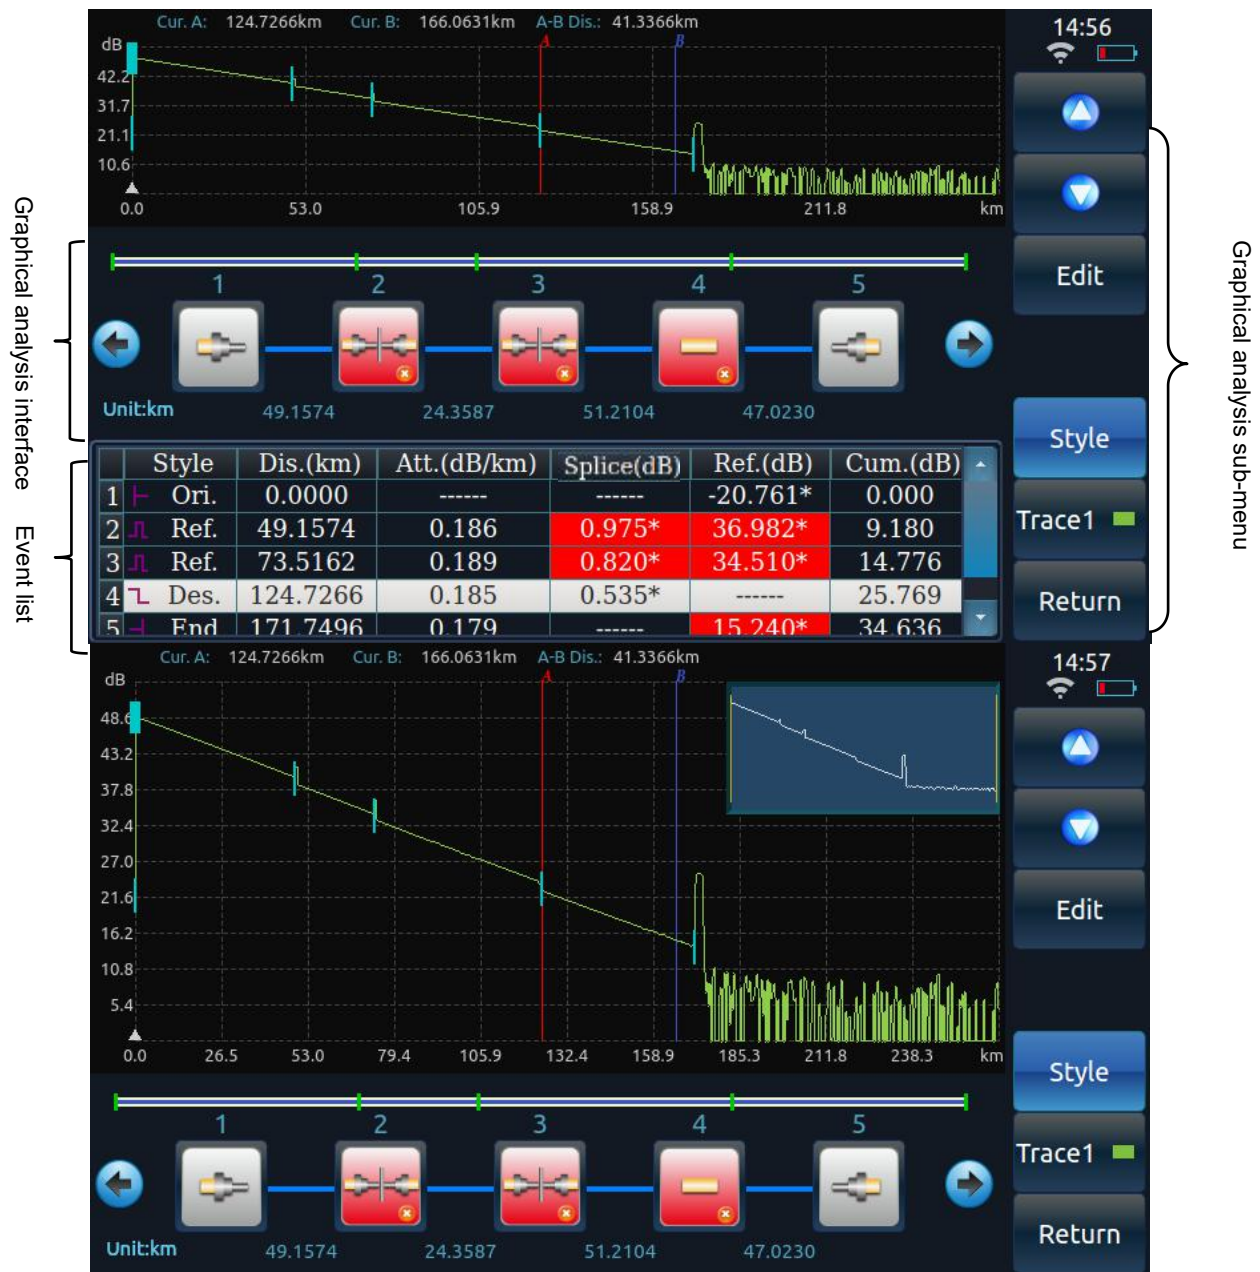 Cur. A: 124.7266km Cur. B: 166.0631km A-B Dis.: 41.3366km
14:56
dB
A
B
42.2
31.7
21.1
10.6
0.0 53.0 105.9 158.9 211.8 km
Edit
Style
Trace1
Return
Graphical analysis interface
Event list
Graphical analysis sub-menu
1 2 3 4 5
Unit:km 49.1574 24.3587 51.2104 47.0230
Style Dis.(km) Att.(dB/km) Splice(dB) Ref.(dB) Cum.(dB)
1 Ori. 0.0000 ------ ------ -20.761* 0.000
2 Ref. 49.1574 0.186 0.975* 36.982* 9.180
3 Ref. 73.5162 0.189 0.820* 34.510* 14.776
4 Des. 124.7266 0.185 0.535* ------ 25.769
5 End 171.7496 0.179 ------ 15.240* 34.636
Cur. A: 124.7266km Cur. B: 166.0631km A-B Dis.: 41.3366km
14:57
dB
A
B
48.6
43.2
37.8
32.4
27.0
21.6
16.2
10.8
5.4
0.0 26.5 53.0 79.4 105.9 132.4 158.9 185.3 211.8 238.3 km
Edit
Style
Trace1
Return
1 2 3 4 5
Unit:km 49.1574 24.3587 51.2104 47.0230